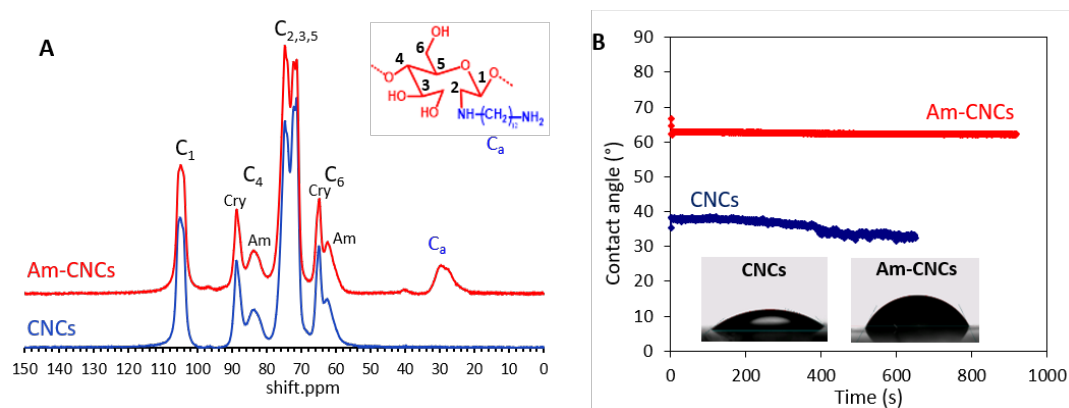 A
C2,3,5
C1
C4
C6
Cry
Am
Cry
Am
Ca
Am-CNCs
CNCs
150 140 130 120 110 100 90 80 70 60 50 40 30 20 10 0
shift.ppm
OH
6
4
5
O
O
1
O
3
2
HO
HO
NH-(CH2)12-NH2
Ca
B
90
80
70
60
50
40
30
20
10
0
Contact angle (°)
Am-CNCs
CNCs
CNCs
Am-CNCs
0 200 400 600 800 1000
Time (s)